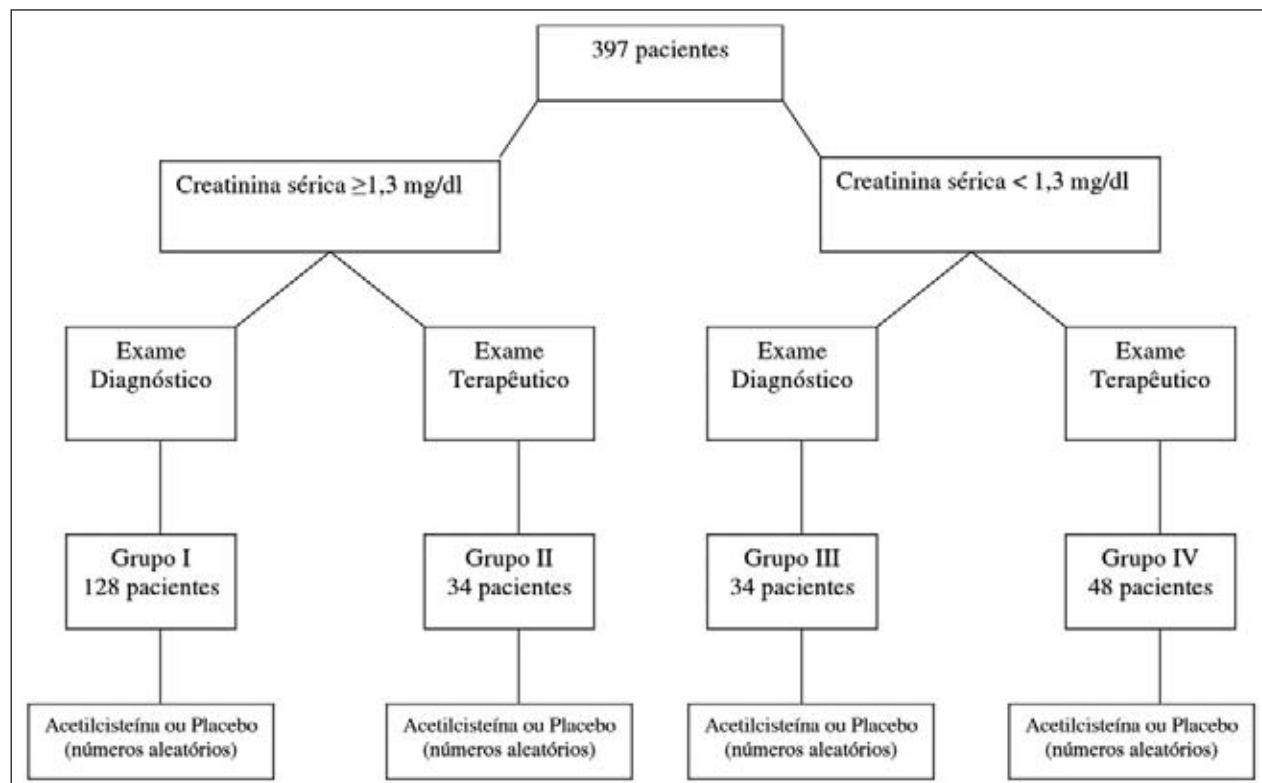 397 pacientes
Creatinina sérica ≥1,3 mg/dl
Creatinina sérica < 1,3 mg/dl
Exame
Diagnóstico
Exame
Terapêutico
Exame
Diagnóstico
Exame
Terapêutico
Grupo I
128 pacientes
Grupo II
34 pacientes
Grupo III
34 pacientes
Grupo IV
48 pacientes
Acetilcisteína ou Placebo
(números aleatórios)
Acetilcisteína ou Placebo
(números aleatórios)
Acetilcisteína ou Placebo
(números aleatórios)
Acetilcisteína ou Placebo
(números aleatórios)